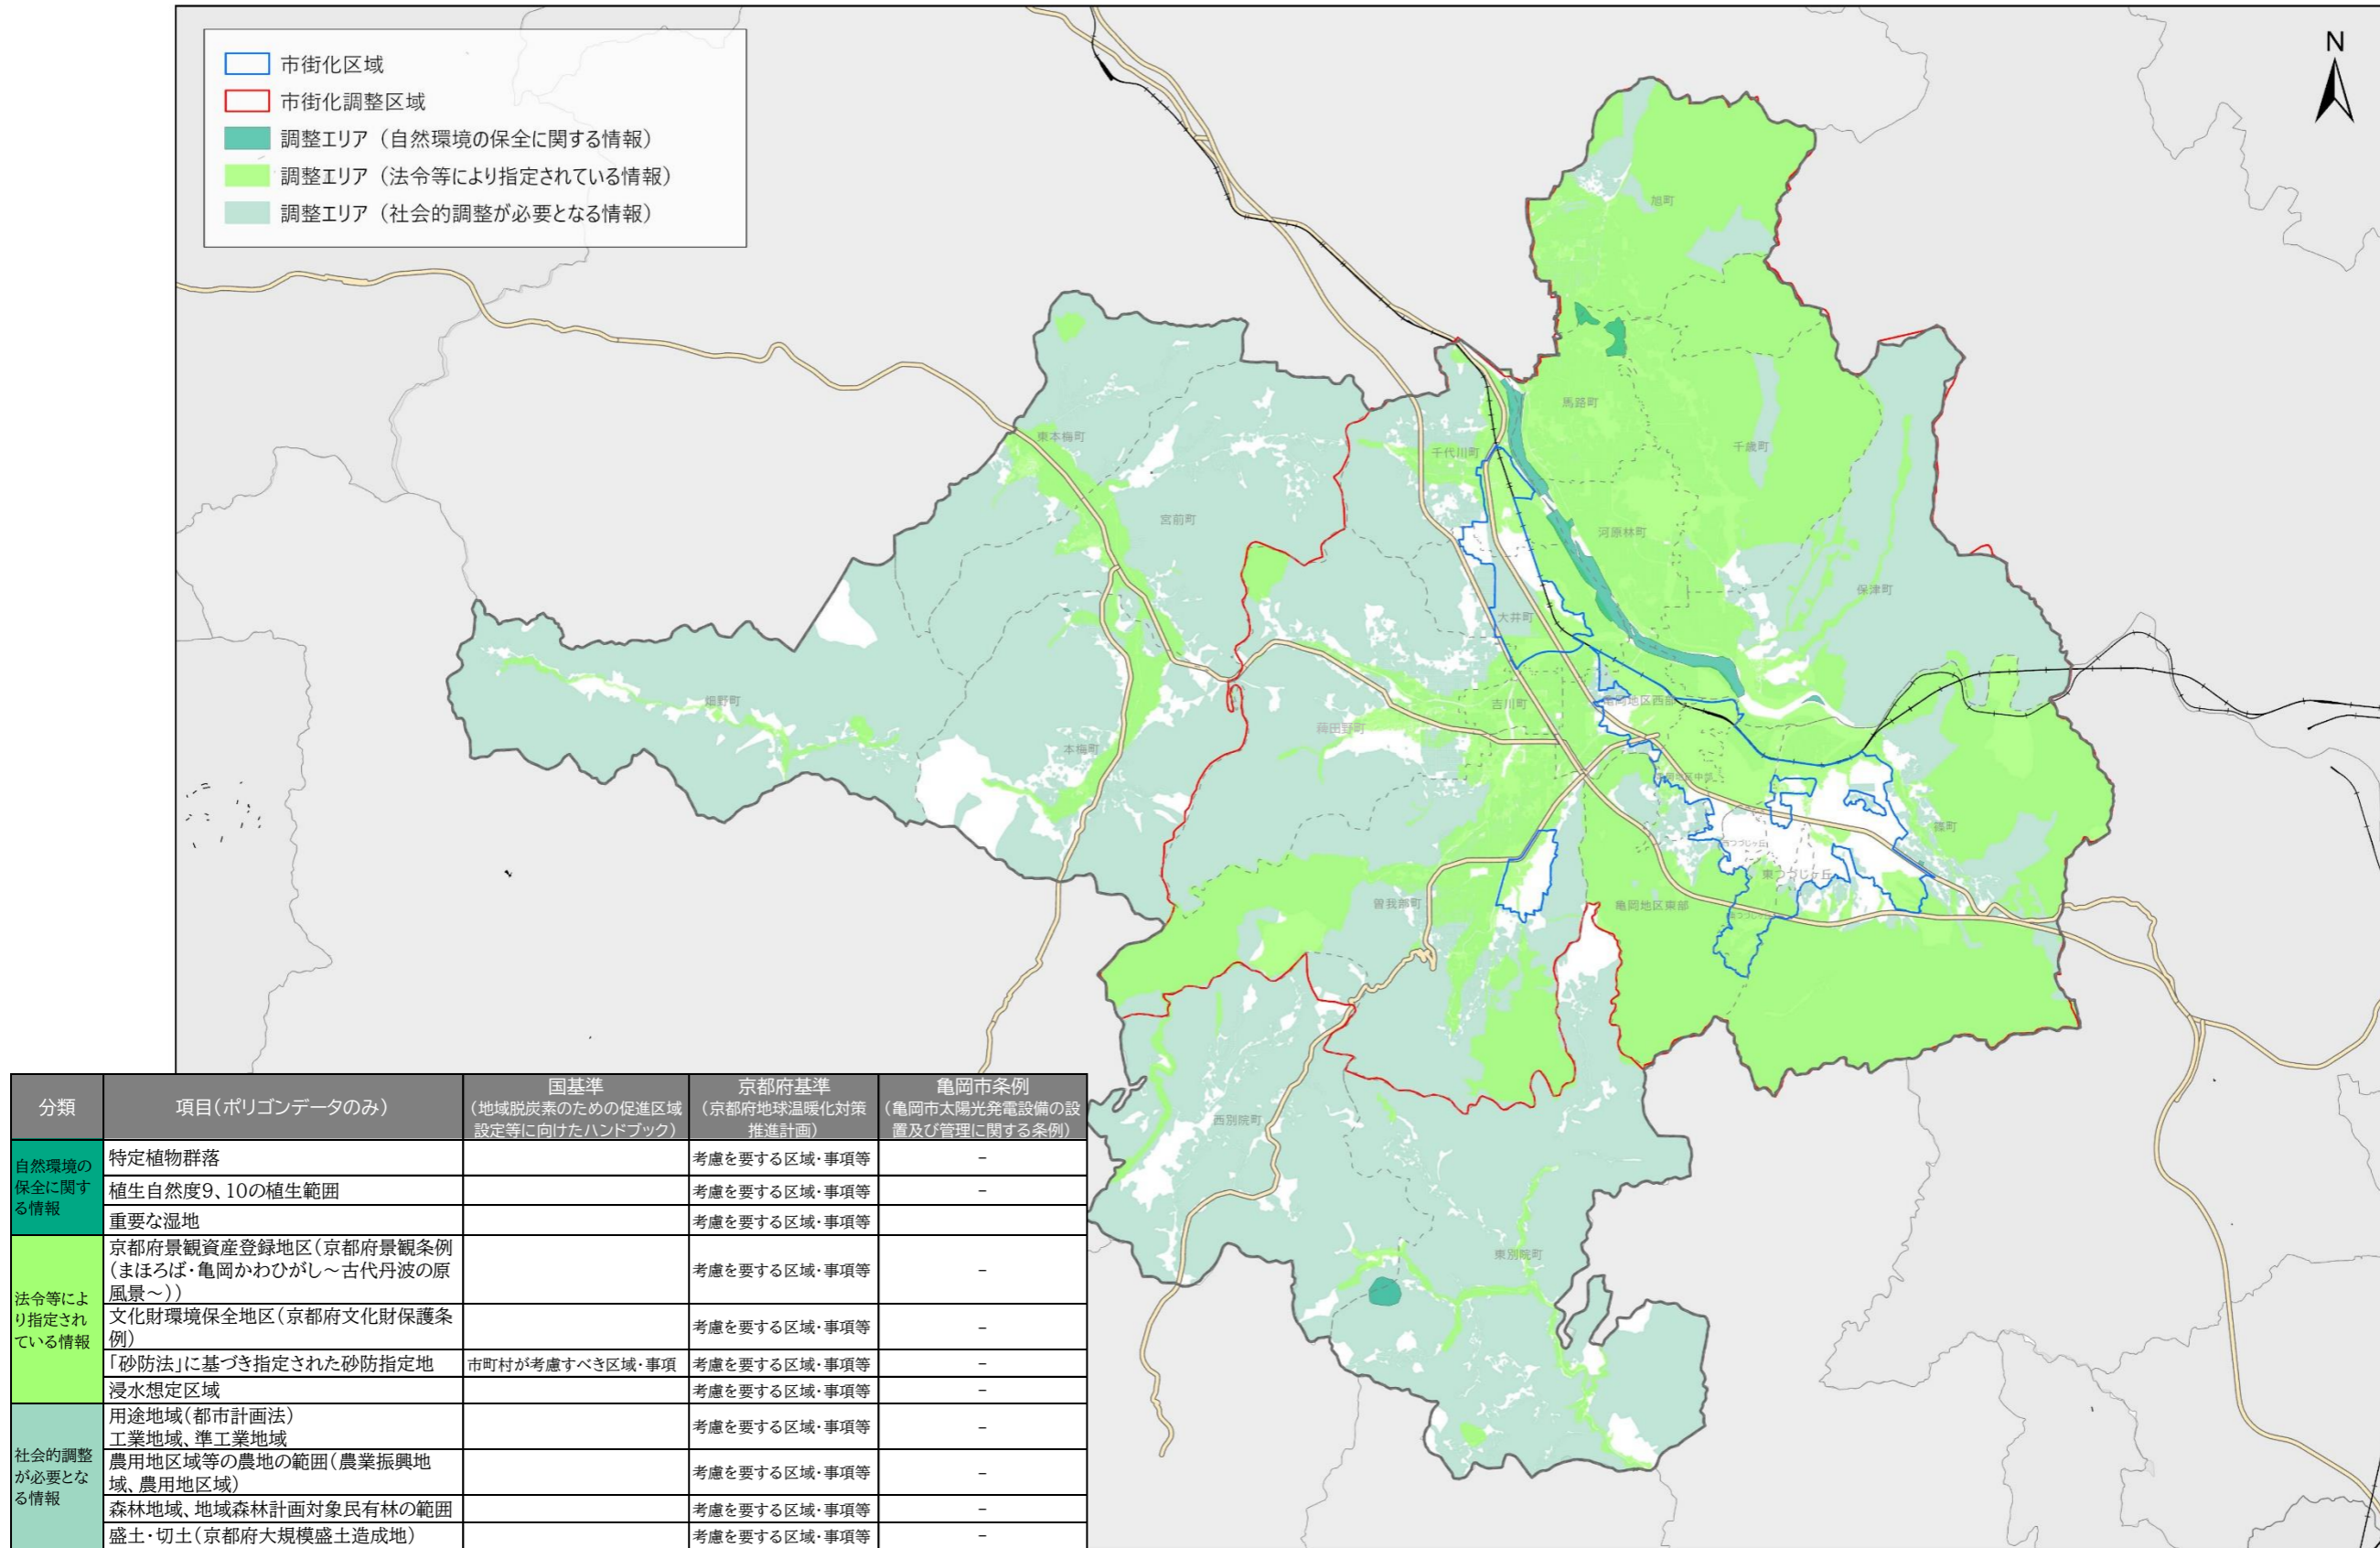 市街化区域
市街化調整区域
調整エリア（自然環境の保全に関する情報）
調整エリア（法令等により指定されている情報）
調整エリア（社会的調整が必要となる情報）
N
旭町
馬路町
千歳町
東本梅町
千代川町
宮前町
河原林町
保津町
大井町
畑野町
本梅町
薭田野町
吉川町
亀岡地区西部
亀岡地区中部
篠町
西つつじヶ丘
東つつじヶ丘
南つつじヶ丘
曽我部町
亀岡地区東部
西別院町
東別院町
分類
項目（ポリゴンデータのみ）
国基準
（地域脱炭素のための促進区域
設定等に向けたハンドブック）
京都府基準
（京都府地球温暖化対策
推進計画）
亀岡市条例
（亀岡市太陽光発電設備の設
置及び管理に関する条例）
自然環境の
保全に関す
る情報
特定植物群落
考慮を要する区域・事項等
－
植生自然度9、10の植生範囲
考慮を要する区域・事項等
－
重要な湿地
考慮を要する区域・事項等
法令等によ
り指定され
ている情報
京都府景観資産登録地区（京都府景観条例
（まほろば・亀岡かわひがし～古代丹波の原
風景～））
考慮を要する区域・事項等
－
文化財環境保全地区（京都府文化財保護条
例）
考慮を要する区域・事項等
－
「砂防法」に基づき指定された砂防指定地
市町村が考慮すべき区域・事項
考慮を要する区域・事項等
－
浸水想定区域
考慮を要する区域・事項等
－
社会的調整
が必要とな
る情報
用途地域（都市計画法）
工業地域、準工業地域
考慮を要する区域・事項等
－
農用地区域等の農地の範囲（農業振興地
域、農用地区域）
考慮を要する区域・事項等
－
森林地域、地域森林計画対象民有林の範囲
考慮を要する区域・事項等
－
盛土・切土（京都府大規模盛土造成地）
考慮を要する区域・事項等
－